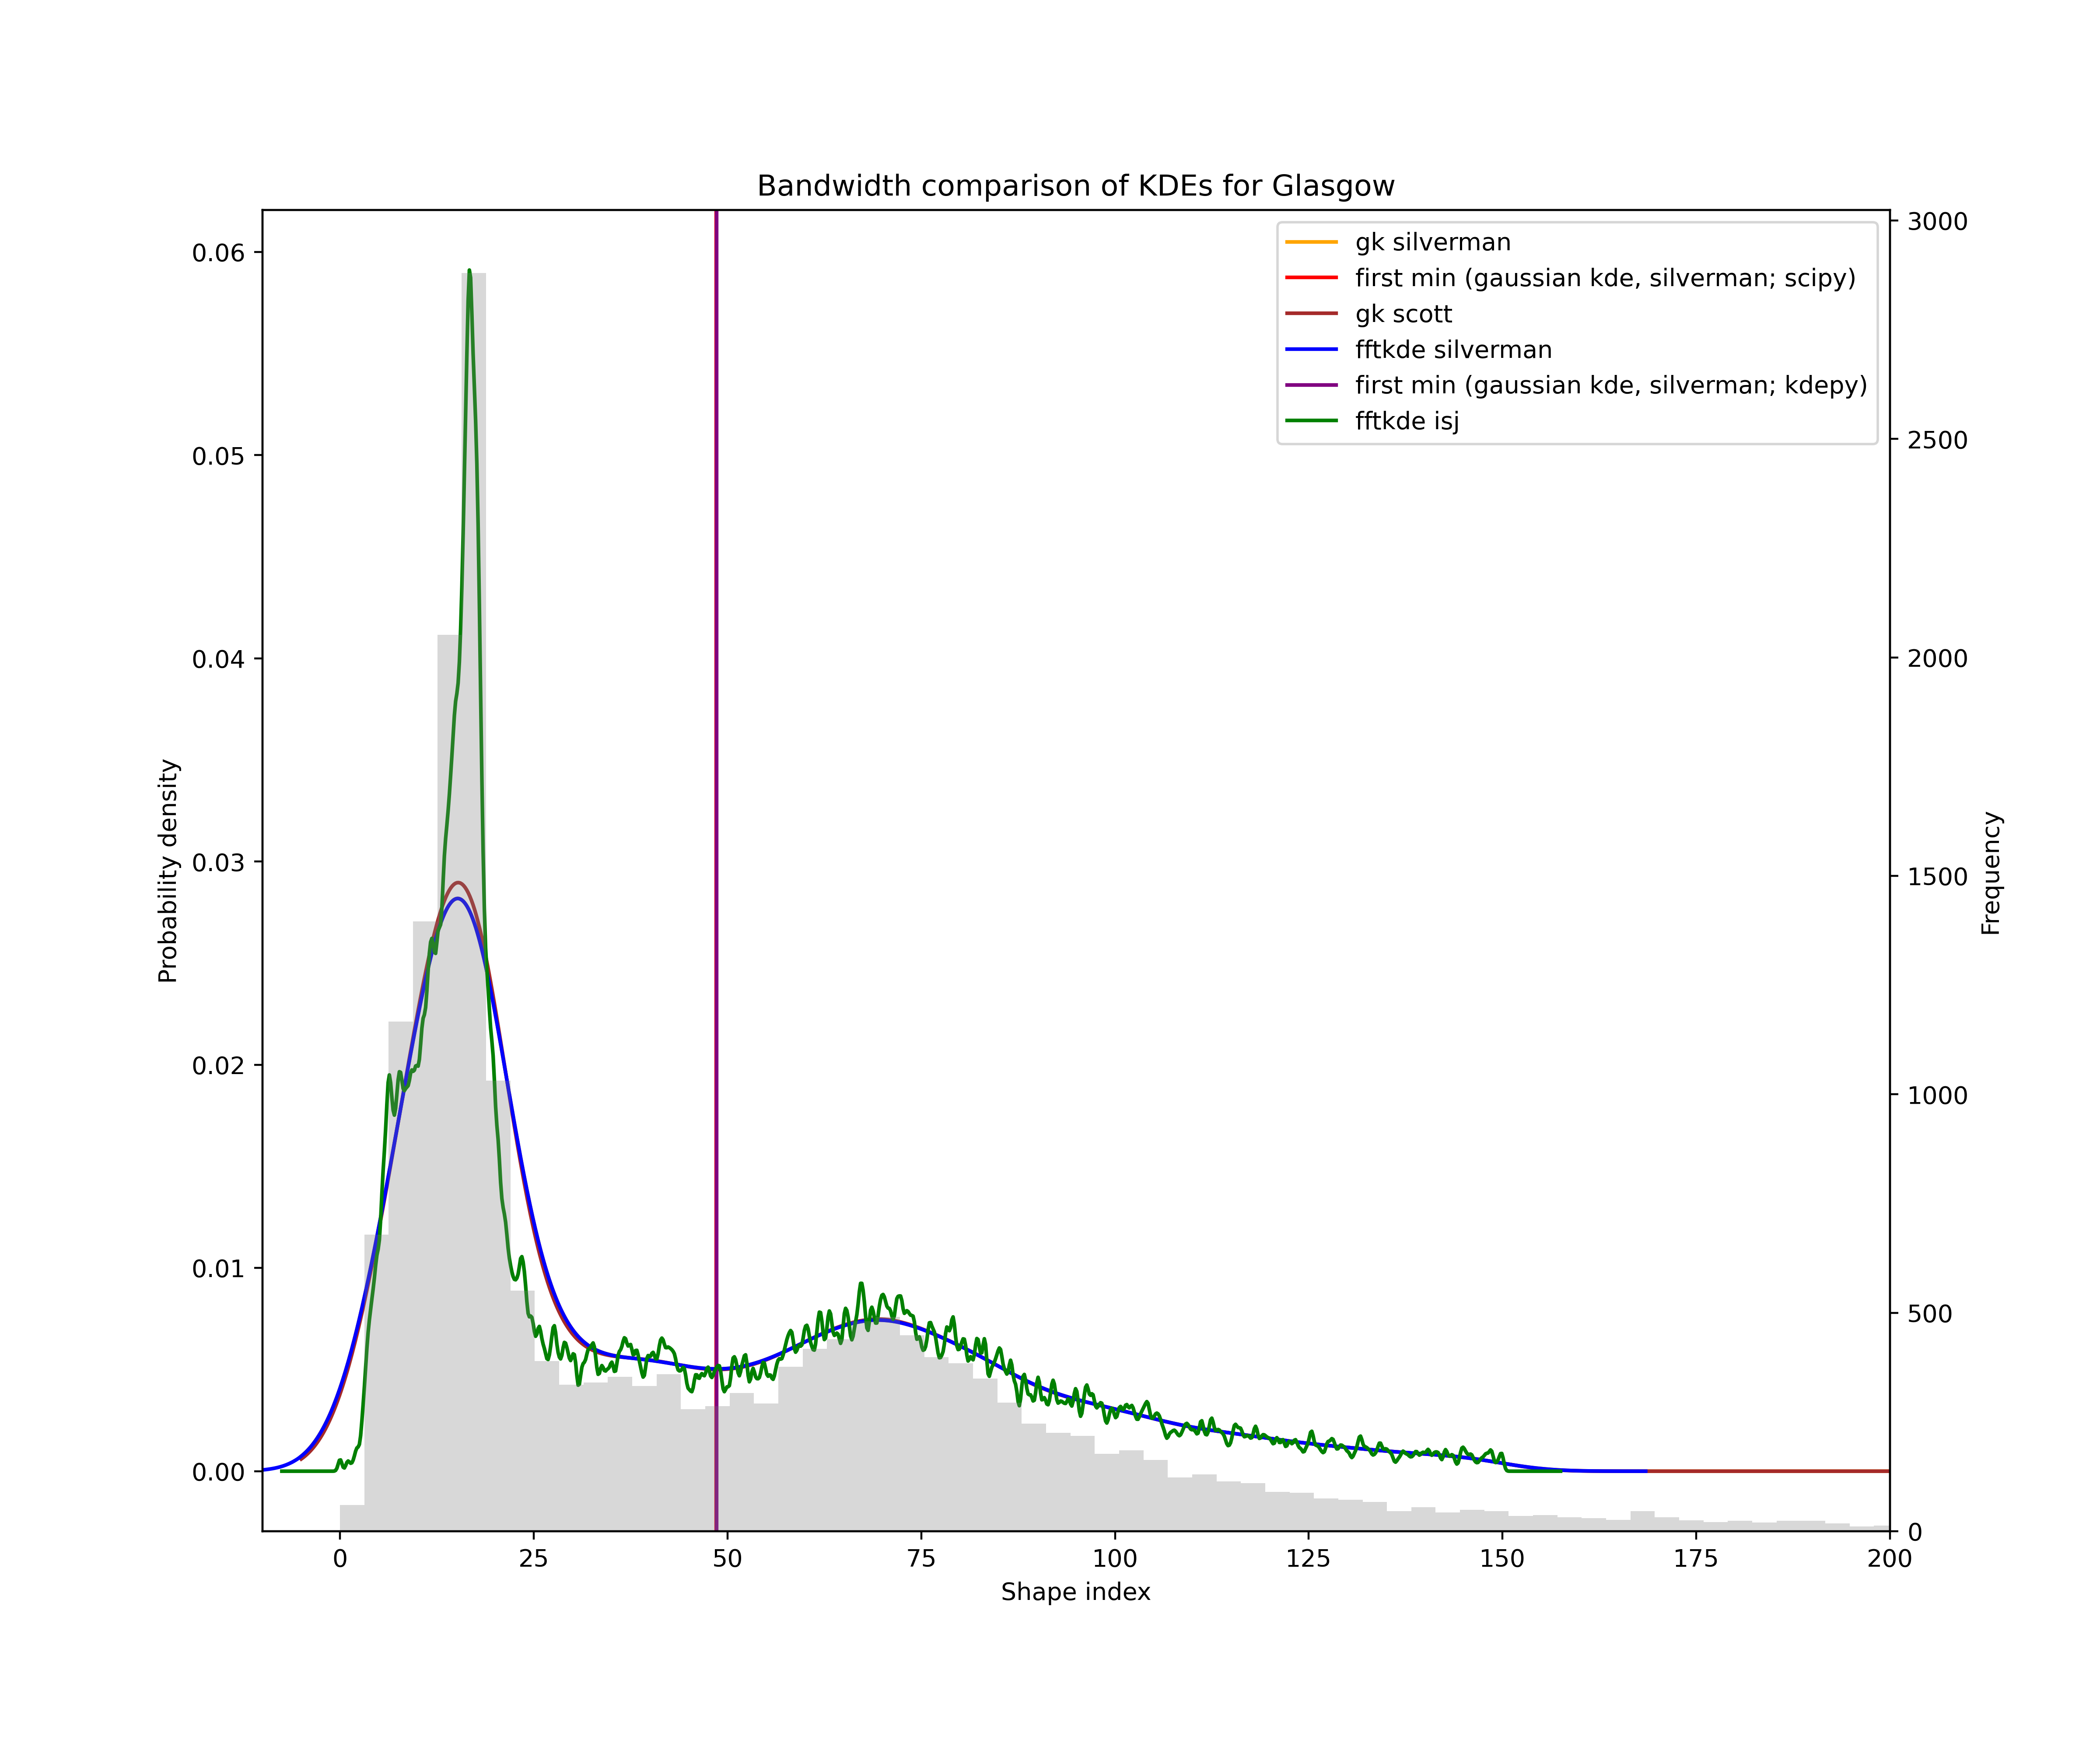 Bandwidth comparison of KDEs for Glasgow
gk silverman
first min (gaussian kde, silverman; scipy)
gk scott
fftkde silverman
first min (gaussian kde, silverman; kdepy)
fftkde isj
0.06
0.05
0.04
0.03
0.02
0.01
0.00
Probability density
3000
2500
2000
1500
1000
500
0
Frequency
0 25 50 75 100 125 150 175 200
Shape index